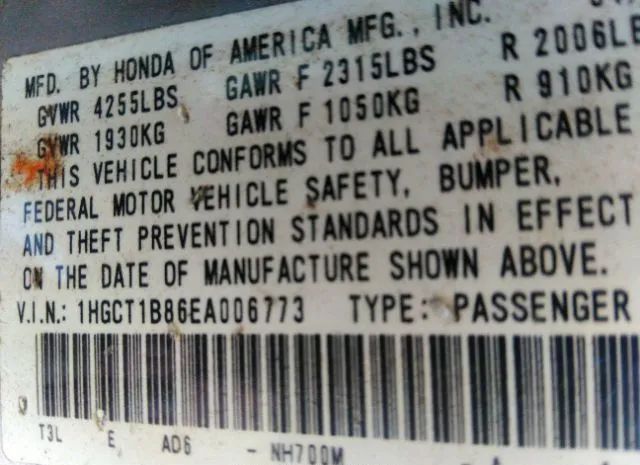 MFD. BY HONDA OF AMERICA MFG., INC.
GVWR 4255LBS GAWR F 2315LBS R 2006LB
GVWR 1930KG GAWR F 1050KG R 910KG
THIS VEHICLE CONFORMS TO ALL APPLICABLE
FEDERAL MOTOR VEHICLE SAFETY, BUMPER,
AND THEFT PREVENTION STANDARDS IN EFFECT
ON THE DATE OF MANUFACTURE SHOWN ABOVE.
V.I.N.: 1HGCT1B86EA006773 TYPE: PASSENGER
T3L E AD6 - NH700M